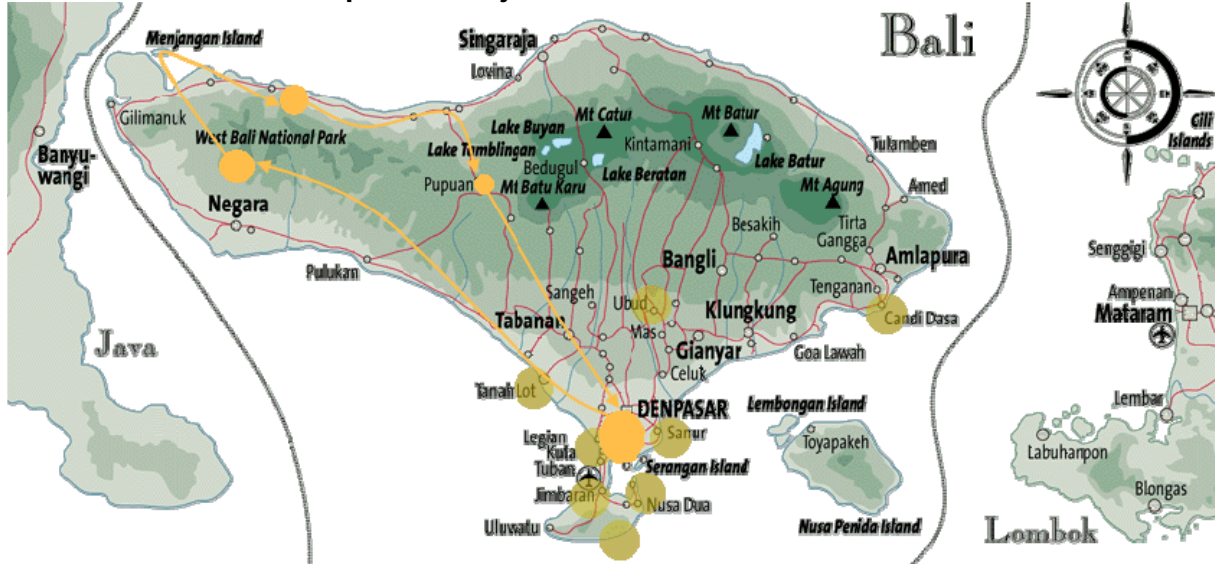 Bali
Menjangan Island
Singaraja
Lovina
Gilimanuk
Banyu-
wangi
West Bali National Park
Lake Buyan
Lake Tamblingan
Mt Catur
Bedugul
Mt Batu Karu
Lake Beratan
Kintamani
Mt Batur
Lake Batur
Mt Agung
Tulamben
Amed
Gili
Islands
Pupuan
Negara
Besakih
Tirta
Gangga
Amlapura
Bangli
Senggigi
Pulukan
Sangeh
Ubud
Tenganan
Klungkung
Candi Dasa
Ampenan
Mataram
Java
Tabanan
Mas
Gianyar
Goa Lawah
Celuk
Tanah Lot
DENPASAR
Lembongan Island
Lembar
Legian
Kuta
Sanur
Toyapakeh
Tuban
Serangan Island
Labuhanpon
Jimbaran
Nusa Dua
Blongas
Uluwatu
Nusa Penida Island
Lombok